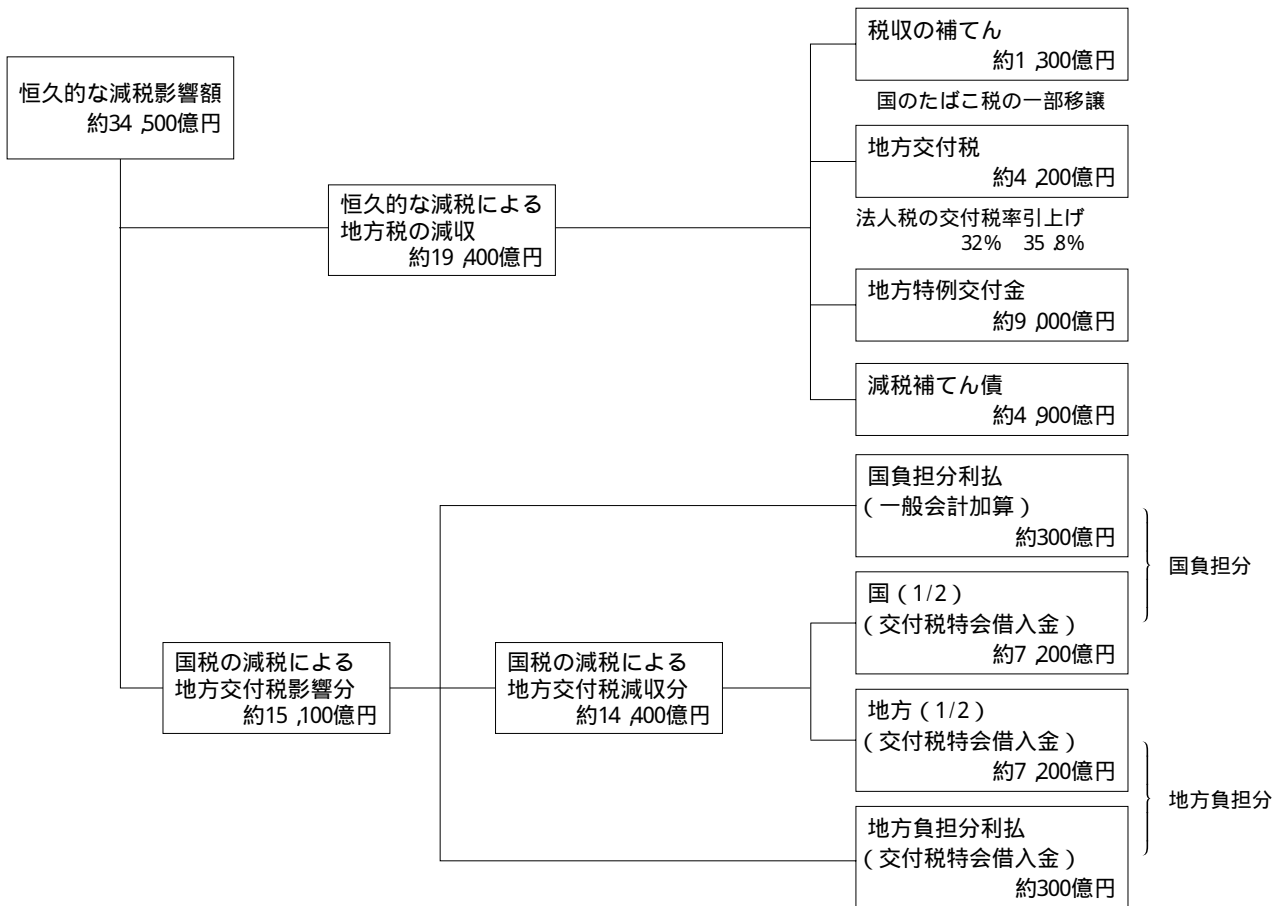 恒久的な減税影響額
約34,500億円
恒久的な減税による
地方税の減収
約19,400億円
税収の補てん
約1,300億円
国のたばこ税の一部移譲
地方交付税
約4,200億円
法人税の交付税率引上げ
32% 35.8%
地方特例交付金
約9,000億円
減税補てん債
約4,900億円
国税の減税による
地方交付税影響分
約15,100億円
国税の減税による
地方交付税減収分
約14,400億円
国負担分利払
(一般会計加算)
約300億円
国(1/2)
(交付税特会借入金)
約7,200億円
国負担分
地方(1/2)
(交付税特会借入金)
約7,200億円
地方負担分利払
(交付税特会借入金)
約300億円
地方負担分